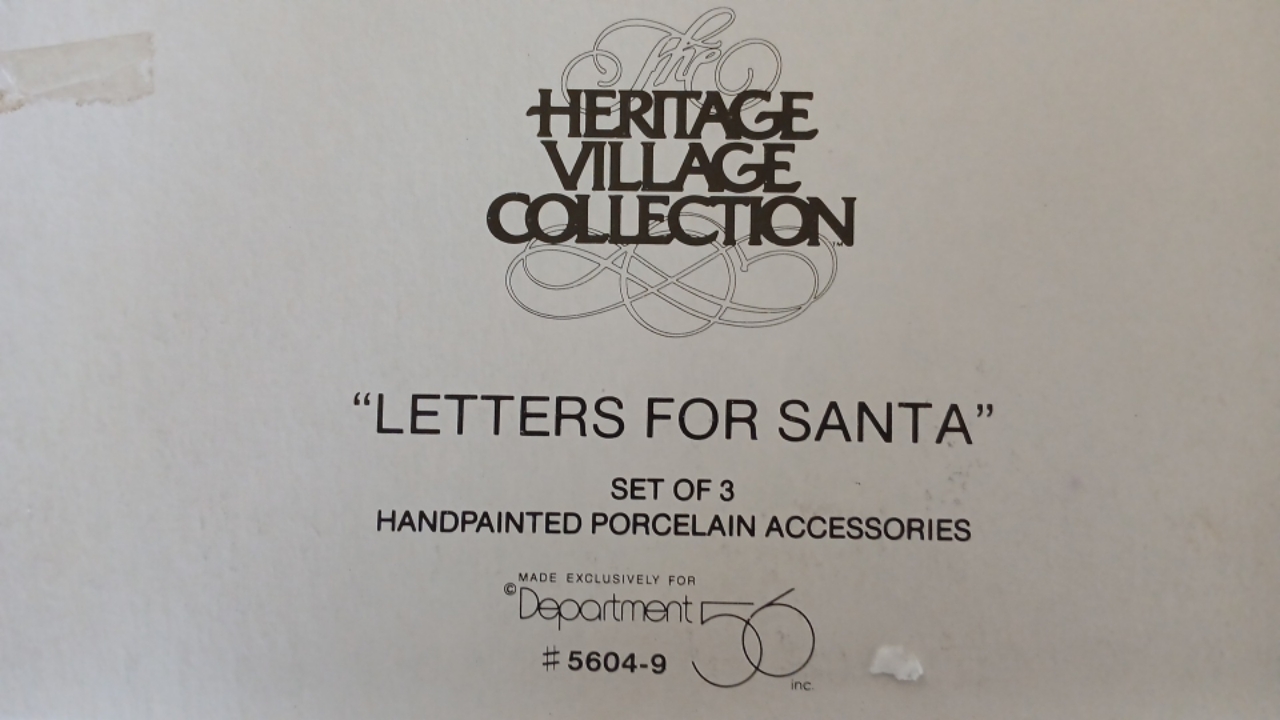 The
HERITAGE
VILLAGE
COLLECTION™
“LETTERS FOR SANTA”
SET OF 3
HANDPAINTED PORCELAIN ACCESSORIES
MADE EXCLUSIVELY FOR
©Department 56
# 5604-9
inc.